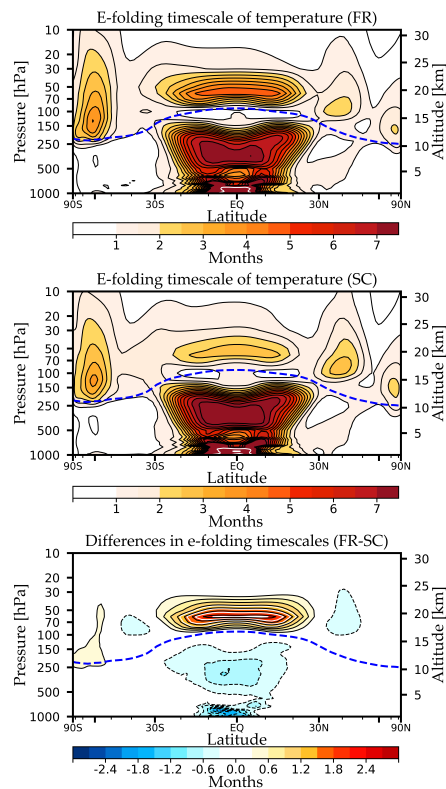 E-folding timescale of temperature (FR)
10
30
50
70
100
150
250
500
1000
Pressure [hPa]
30
25
20
15
10
5
Altitude [km]
90S 30S EQ 30N 90N
Latitude
1 2 3 4 5 6 7
Months
E-folding timescale of temperature (SC)
10
30
50
70
100
150
250
500
1000
Pressure [hPa]
30
25
20
15
10
5
Altitude [km]
90S 30S EQ 30N 90N
Latitude
1 2 3 4 5 6 7
Months
Differences in e-folding timescales (FR-SC)
10
30
50
70
100
150
250
500
1000
Pressure [hPa]
30
25
20
15
10
5
Altitude [km]
90S 30S EQ 30N 90N
Latitude
-2.4 -1.8 -1.2 -0.6 0.0 0.6 1.2 1.8 2.4
Months